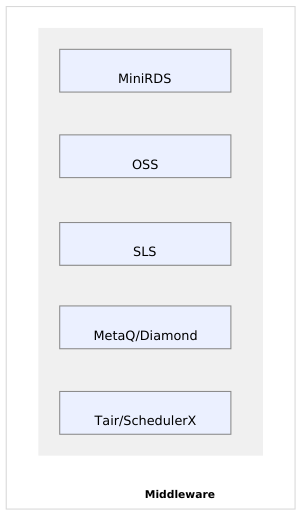 MiniRDS
OSS
SLS
MetaQ/Diamond
Tair/SchedulerX
Middleware